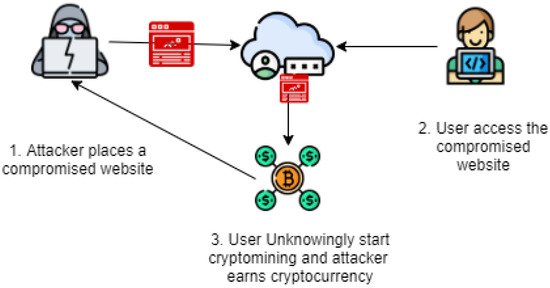 1. Attacker places a
compromised website
2. User access the
compromised
website
3. User Unknowingly start
cryptomining and attacker
earns cryptocurrency